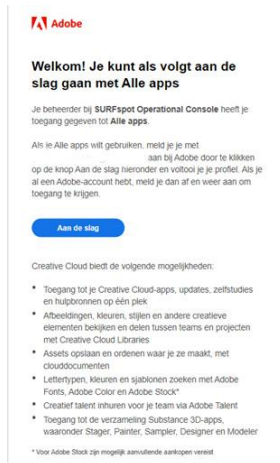 Adobe
Welkom! Je kunt als volgt aan de
slag gaan met Alle apps
Je beheerder bij SURFspot Operational Console heeft je
toegang gegeven tot Alle apps.
Als je Alle apps wilt gebruiken, meld je je met
aan bij Adobe door te klikken
op de knop Aan de slag hieronder en voltooi je je profiel. Als je
al een Adobe-account hebt, meld je dan af en weer aan om
toegang te krijgen.
Aan de slag
Creative Cloud biedt de volgende mogelijkheden:
* Toegang tot je Creative Cloud-apps, updates, zelfstudies
en hulpbronnen op één plek
* Afbeeldingen, kleuren, stijlen en andere creatieve
elementen bekijken en delen tussen teams en projecten
met Creative Cloud Libraries
* Assets opslaan en ordenen waar je ze maakt, met
clouddocumenten
* Lettertypen, kleuren en sjablonen zoeken met Adobe
Fonts, Adobe Color en Adobe Stock*
* Creatief talent inhuren voor je team via Adobe Talent
* Toegang tot de verzameling Substance 3D-apps,
waaronder Stager, Painter, Sampler, Designer en Modeler
* Voor Adobe Stock zijn mogelijk aanvullende aankopen vereist